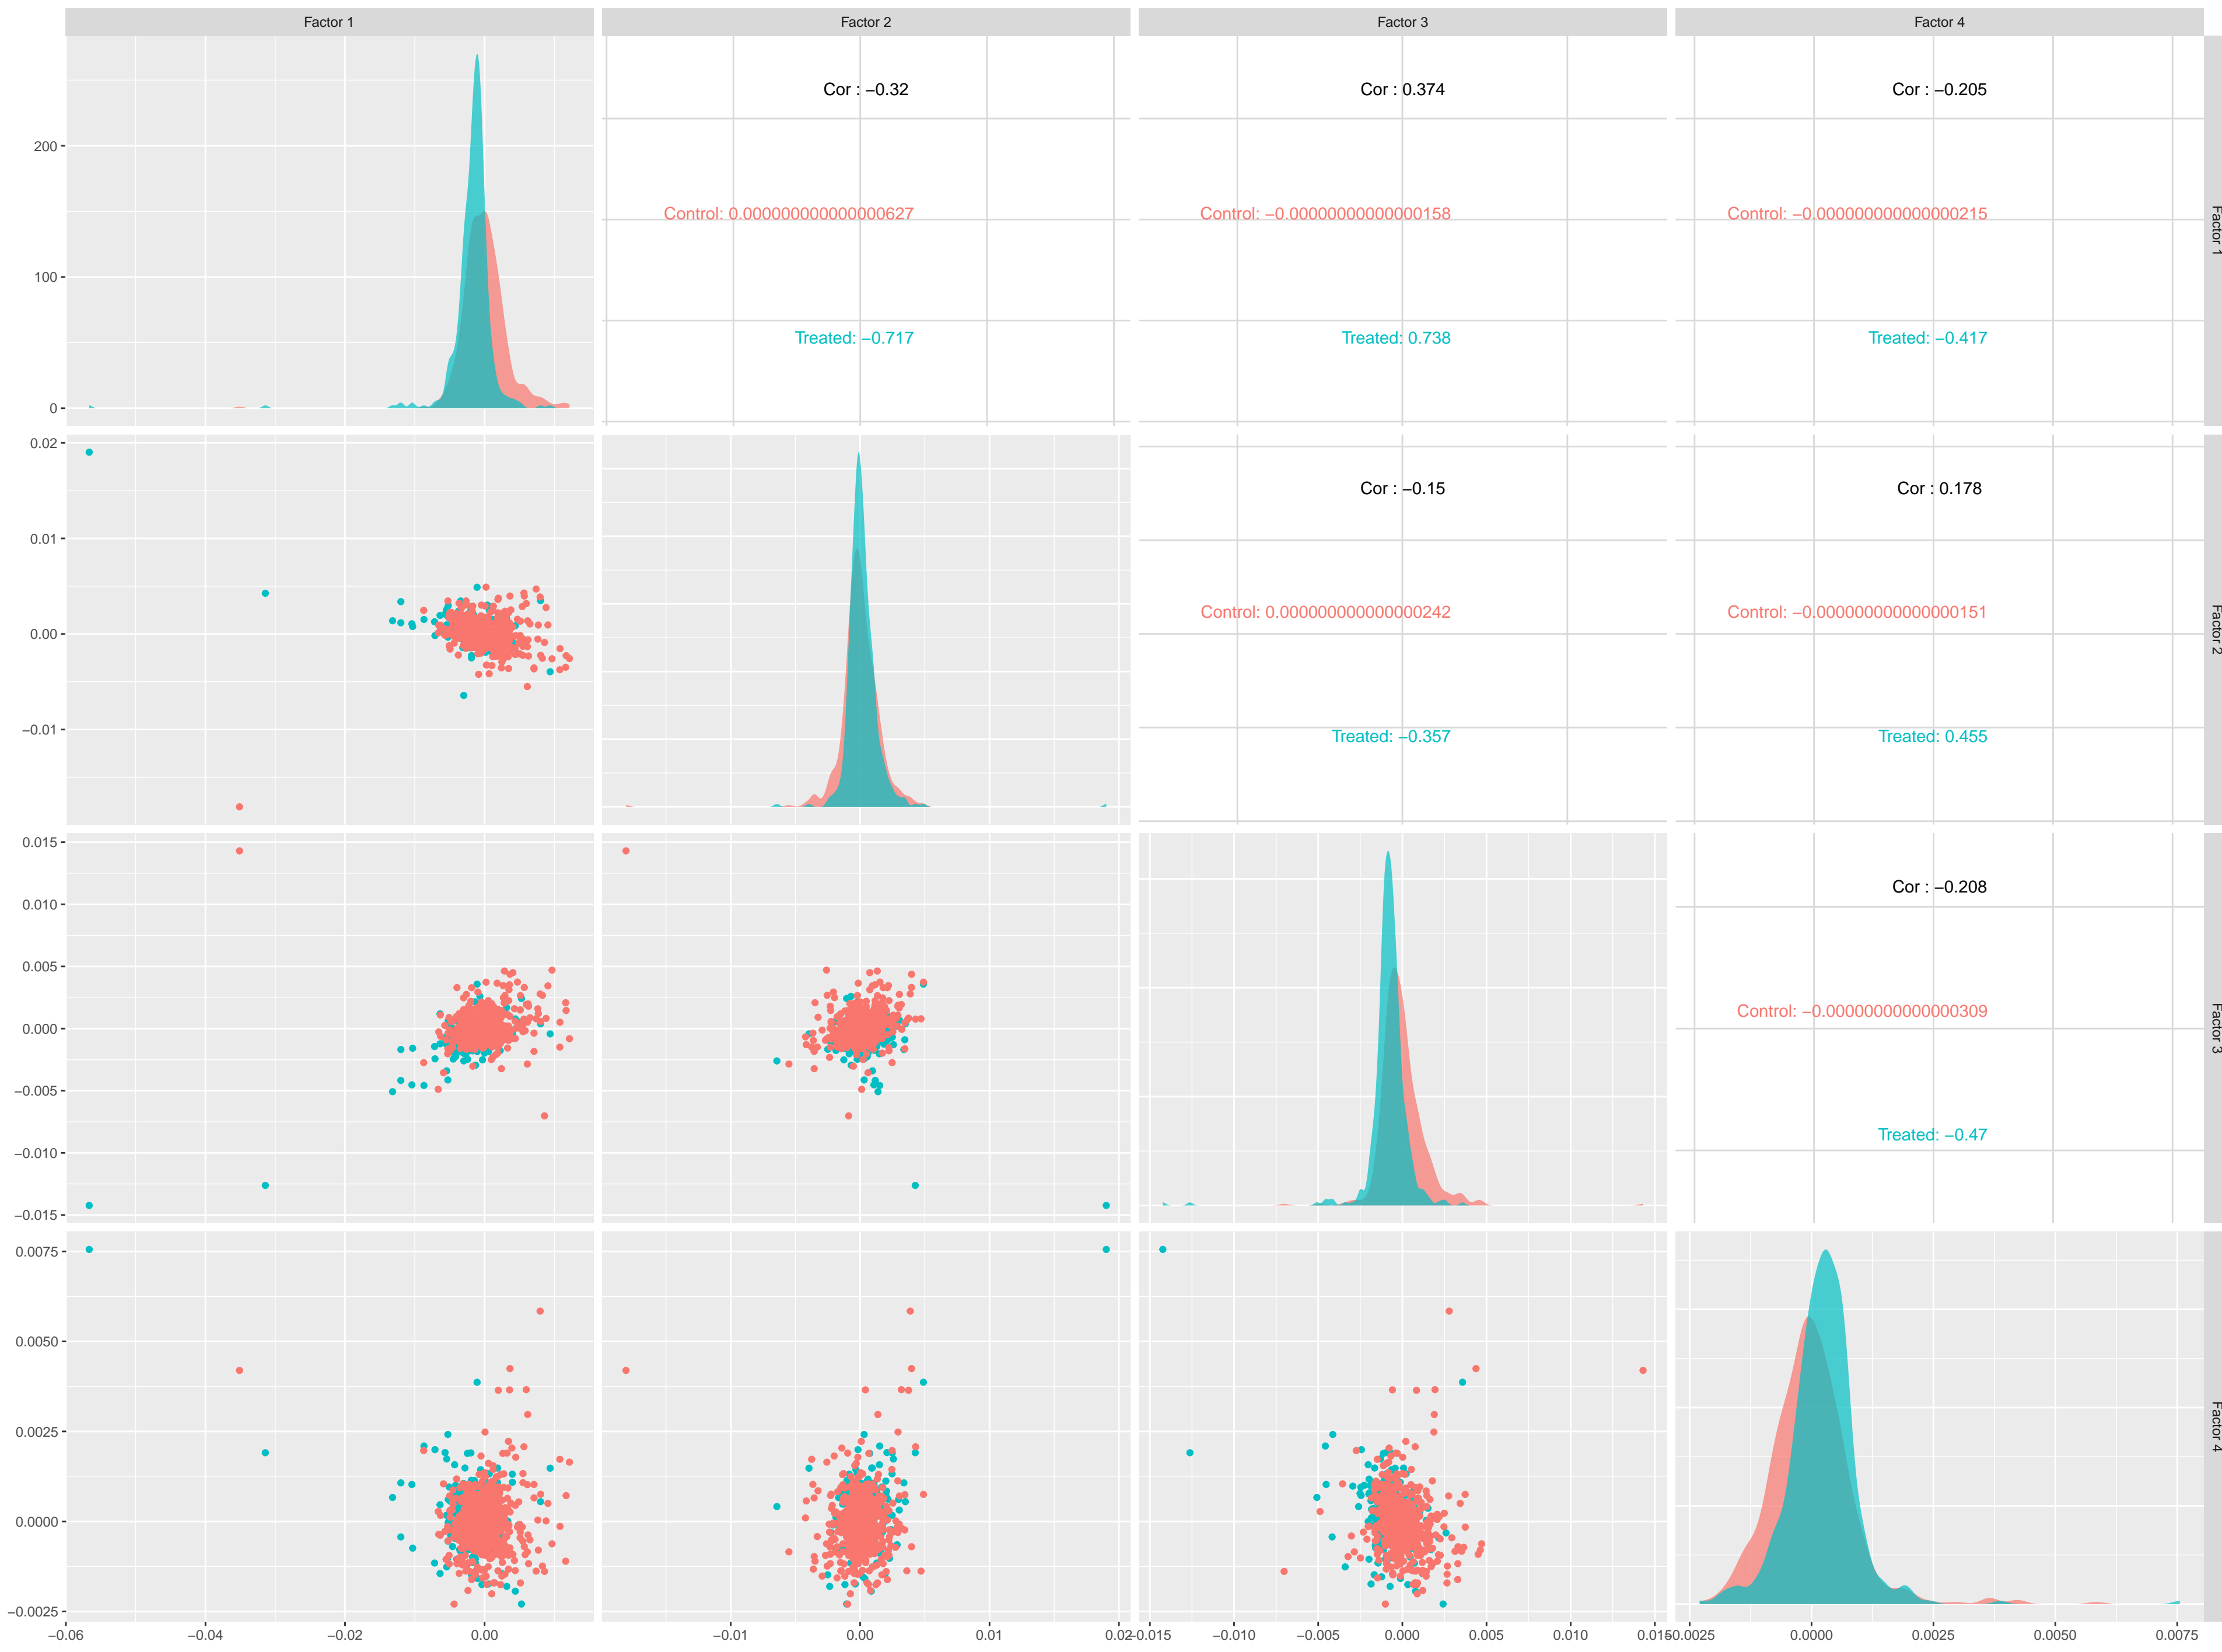 Factor 1
Factor 2
Factor 3
Factor 4
Cor : −0.32
Control: 0.000000000000000627
Treated: −0.717
Cor : 0.374
Control: −0.00000000000000158
Treated: 0.738
Cor : −0.205
Control: −0.000000000000000215
Treated: −0.417
Factor 1
200
100
0
Cor : −0.15
Control: 0.000000000000000242
Treated: −0.357
Cor : 0.178
Control: −0.000000000000000151
Treated: 0.455
Factor 2
0.02
0.01
0.00
−0.01
Cor : −0.208
Control: −0.00000000000000309
Treated: −0.47
Factor 3
0.015
0.010
0.005
0.000
−0.005
−0.010
−0.015
Factor 4
0.0075
0.0050
0.0025
0.0000
−0.0025
−0.06
−0.04
−0.02
0.00
−0.01
0.00
0.01
0.02
−0.015
−0.010
−0.005
0.000
0.005
0.010
0.015
−0.0025
0.0000
0.0025
0.0050
0.0075